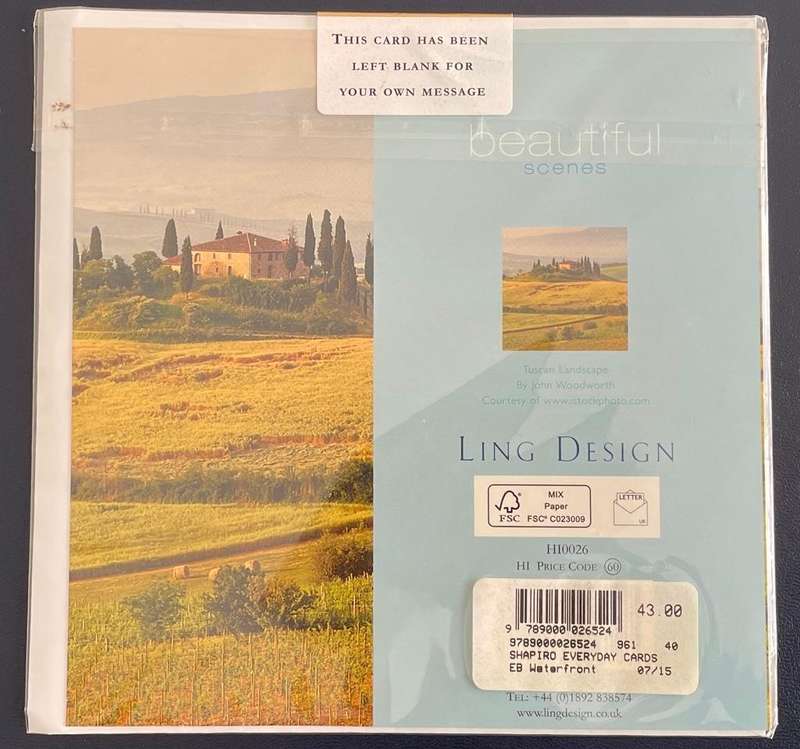 THIS CARD HAS BEEN
LEFT BLANK FOR
YOUR OWN MESSAGE
beautiful
scenes
Tuscan Landscape
By John Woodworth
Courtesy of www.istockphoto.com
LING DESIGN
FSC
MIX
Paper
FSC® C023009
LETTER
UK
HI0026
HI PRICE CODE 60
43.00
9 789000 026524
9789000026524 961 40
SHAPIRO EVERYDAY CARDS
EB Waterfront 07/15
TEL: +44 (0)1892 838574
www.lingdesign.co.uk